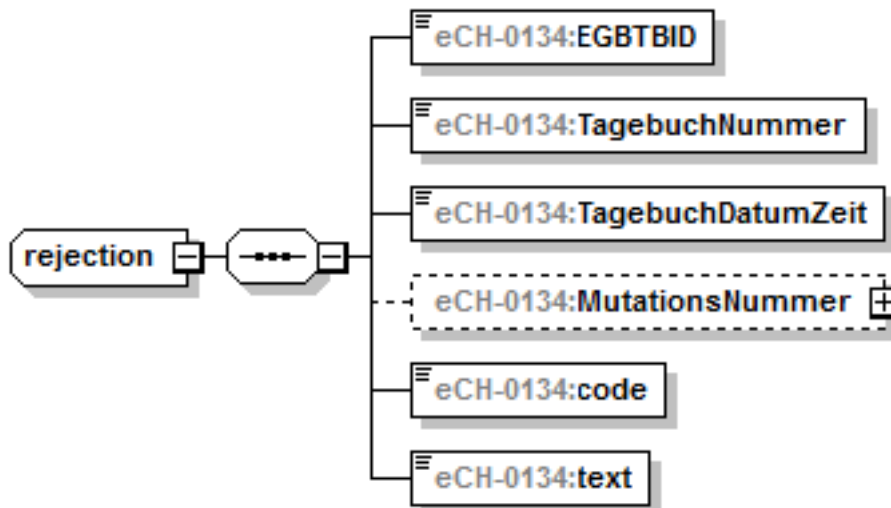 eCH-0134:EGBTBID
eCH-0134:TagebuchNummer
eCH-0134:TagebuchDatumZeit
rejection
eCH-0134:MutationsNummer
eCH-0134:code
eCH-0134:text